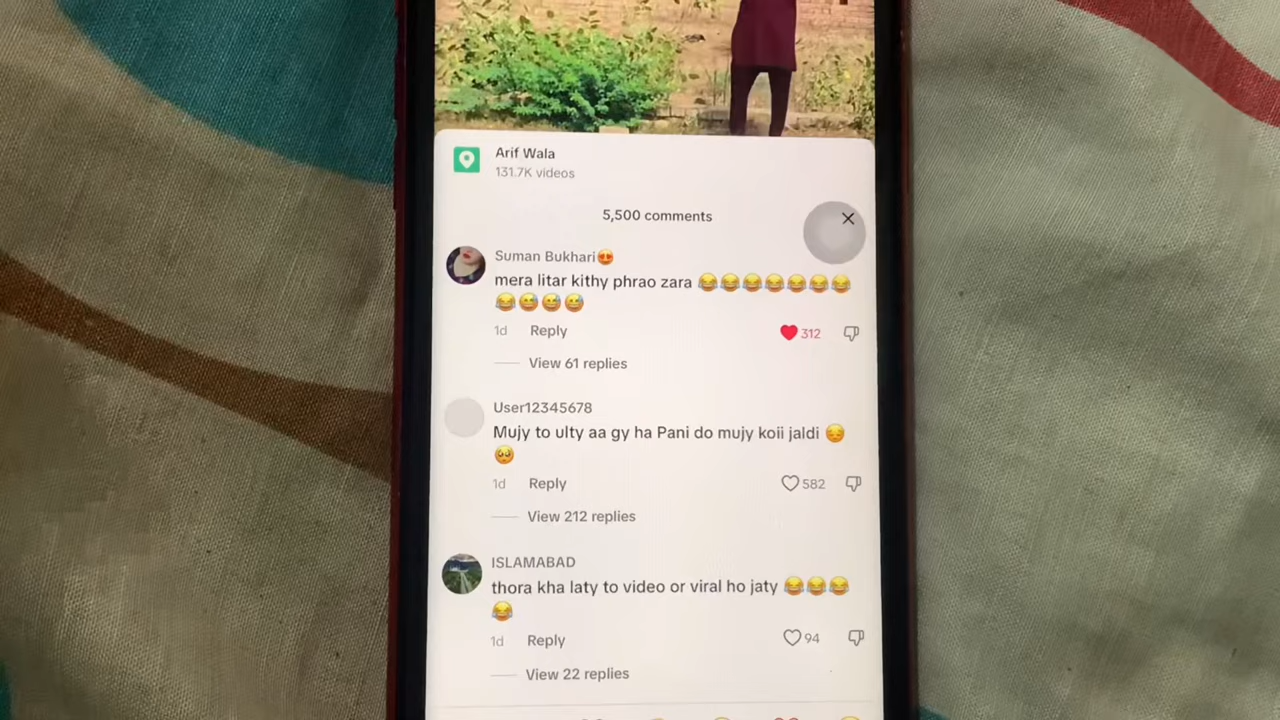 Arif Wala
131.7K videos
5,500 comments
Suman Bukhari😍
mera litar kithy phrao zara 😂😂😂😂😂😂😂
😂😅😅😅
1d Reply 312
View 61 replies
User12345678
Mujy to ulty aa gy ha Pani do mujy koii jaldi 😔
🥺
1d Reply 582
View 212 replies
ISLAMABAD
thora kha laty to video or viral ho jaty 😂😂😂
😂
1d Reply 94
View 22 replies